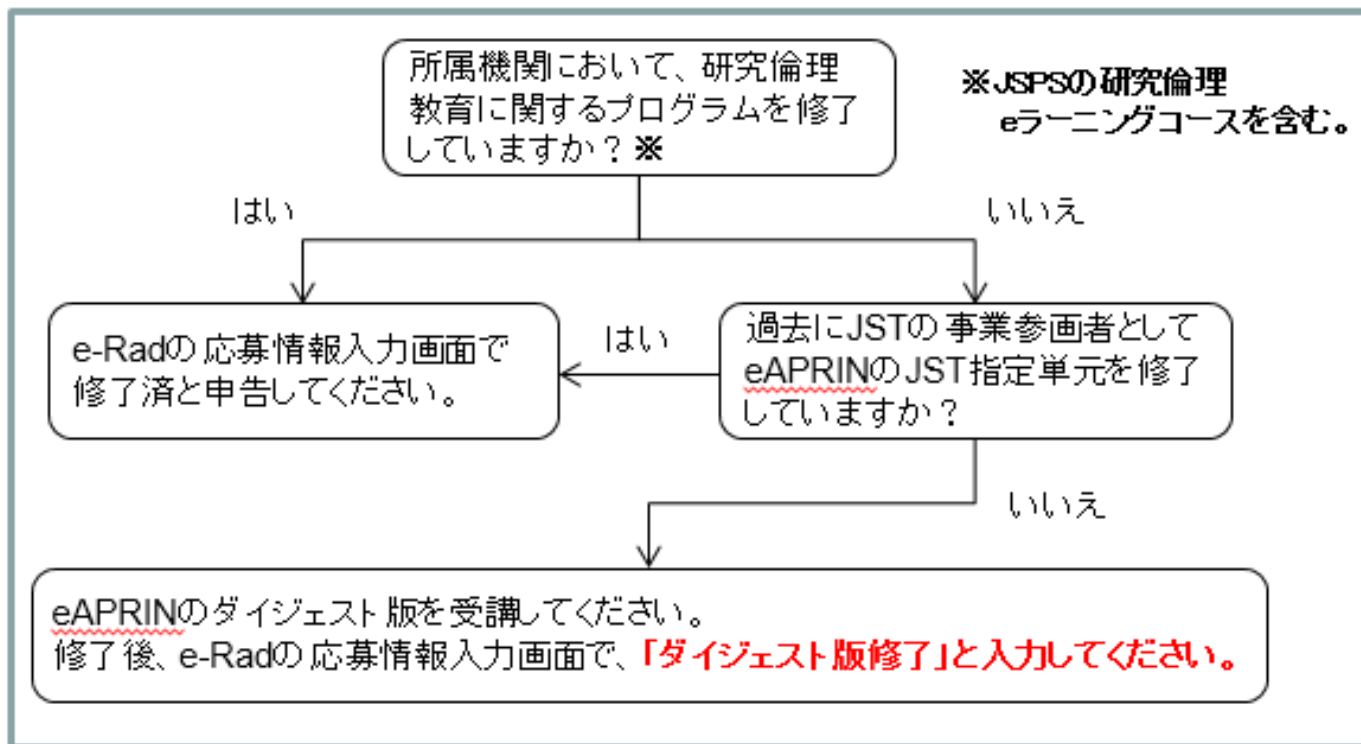 所属機関において、研究倫理
教育に関するプログラムを修了
していますか？※
※JSPSの研究倫理
eラーニングコースを含む。
はい
いいえ
e-Radの応募情報入力画面で
修了済と申告してください。
はい
過去にJSTの事業参画者として
eAPRINのJST指定単元を修了
していますか？
いいえ
eAPRINのダイジェスト版を受講してください。
修了後、e-Radの応募情報入力画面で、「ダイジェスト版修了」と入力してください。